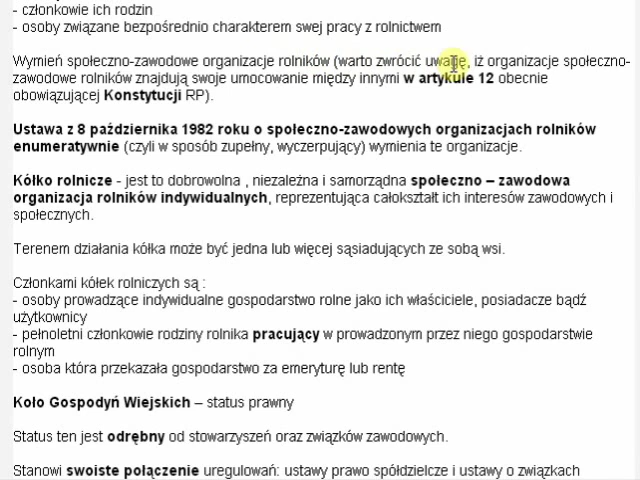 - członkowie ich rodzin
- osoby związane bezpośrednio charakterem swej pracy z rolnictwem
Wymień społeczno-zawodowe organizacje rolników (warto zwrócić uwagę, iż organizacje społeczno-
zawodowe rolników znajdują swoje umocowanie między innymi w artykule 12 obecnie
obowiązującej Konstytucji RP).
Ustawa z 8 października 1982 roku o społeczno-zawodowych organizacjach rolników
enumeratywnie (czyli w sposób zupełny, wyczerpujący) wymienia te organizacje.
Kółko rolnicze - jest to dobrowolna , niezależna i samorządna społeczno – zawodowa
organizacja rolników indywidualnych, reprezentująca całokształt ich interesów zawodowych i
społecznych.
Terenem działania kółka może być jedna lub więcej sąsiadujących ze sobą wsi.
Członkami kółek rolniczych są :
- osoby prowadzące indywidualne gospodarstwo rolne jako ich właściciele, posiadacze bądź
użytkownicy
- pełnoletni członkowie rodziny rolnika pracujący w prowadzonym przez niego gospodarstwie
rolnym
- osoba która przekazała gospodarstwo za emeryturę lub rentę
Koło Gospodyń Wiejskich – status prawny
Status ten jest odrębny od stowarzyszeń oraz związków zawodowych.
Stanowi swoiste połączenie uregulowań: ustawy prawo spółdzielcze i ustawy o związkach